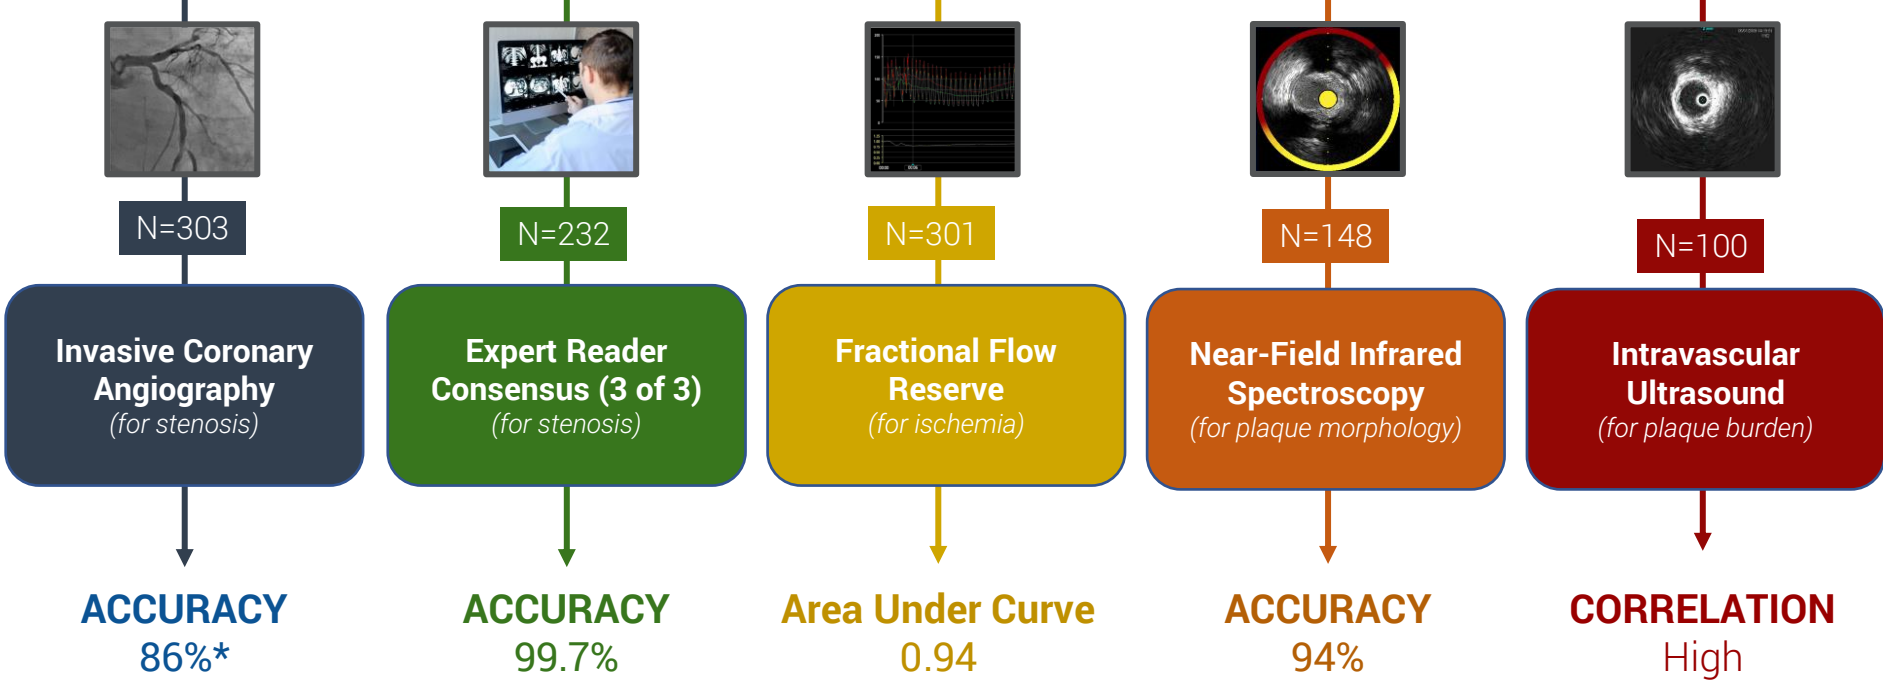 N=303
Invasive Coronary
Angiography
(for stenosis)
ACCURACY
86%*
N=232
Expert Reader
Consensus (3 of 3)
(for stenosis)
ACCURACY
99.7%
N=301
Fractional Flow
Reserve
(for ischemia)
Area Under Curve
0.94
N=148
Near-Field Infrared
Spectroscopy
(for plaque morphology)
ACCURACY
94%
N=100
Intravascular
Ultrasound
(for plaque burden)
CORRELATION
High